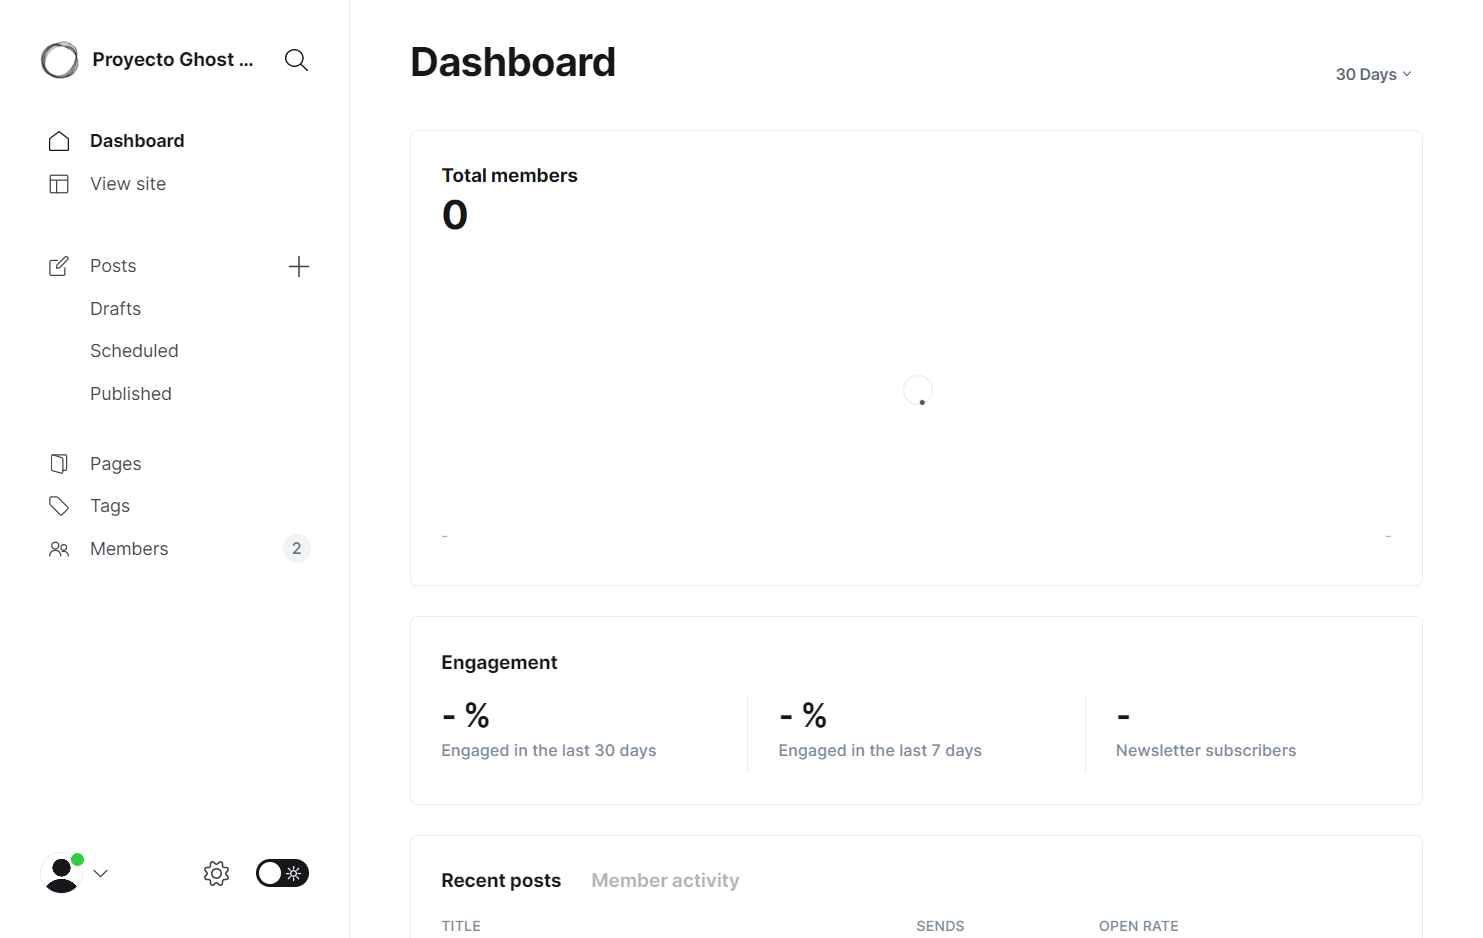 Proyecto Ghost ...
Dashboard
View site
Posts
Drafts
Scheduled
Published
Pages
Tags
Members
2
Dashboard
30 Days
Total members
0
-
-
Engagement
- %
Engaged in the last 30 days
- %
Engaged in the last 7 days
-
Newsletter subscribers
Recent posts
Member activity
TITLE
SENDS
OPEN RATE